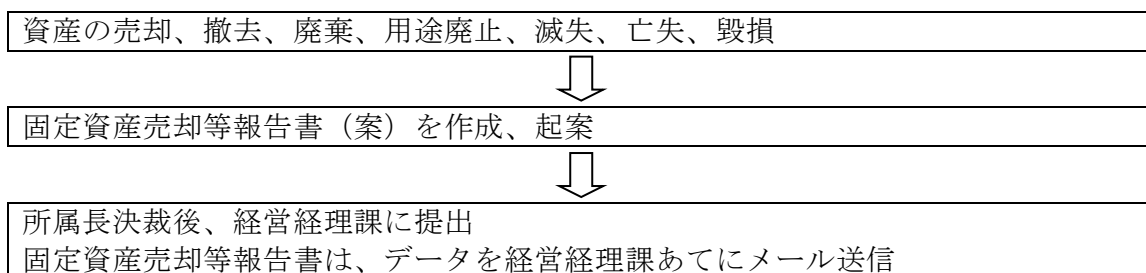 資産の売却、撤去、廃棄、用途廃止、滅失、亡失、毀損
固定資産売却等報告書（案）を作成、起案
所属長決裁後、経営経理課に提出
固定資産売却等報告書は、データを経営経理課あてにメール送信